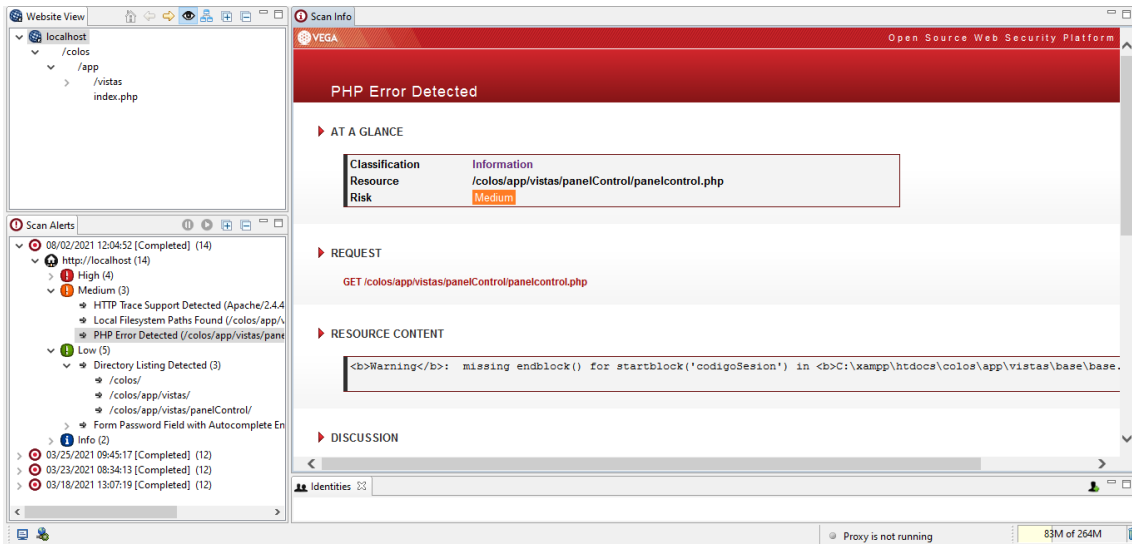 Website View
localhost
/colos
/app
/vistas
index.php
Scan Alerts
08/02/2021 12:04:52 [Completed] (14)
http://localhost (14)
High (4)
Medium (3)
HTTP Trace Support Detected (Apache/2.4.4
Local Filesystem Paths Found (/colos/app/
PHP Error Detected (/colos/app/vistas/pane
Low (5)
Directory Listing Detected (3)
/colos/
/colos/app/vistas/
/colos/app/vistas/panelControl/
Form Password Field with Autocomplete En
Info (2)
03/25/2021 09:45:17 [Completed] (12)
03/23/2021 08:34:13 [Completed] (12)
03/18/2021 13:07:19 [Completed] (12)
Scan Info
VEGA
Open Source Web Security Platform
PHP Error Detected
AT A GLANCE
Classification Information
Resource /colos/app/vistas/panelControl/panelcontrol.php
Risk Medium
REQUEST
GET /colos/app/vistas/panelControl/panelcontrol.php
RESOURCE CONTENT
<b>Warning</b>: missing endblock() for startblock('codigoSesion') in <b>C:\xampp\htdocs\colos\app\vistas\base\base.
DISCUSSION
Identities
Proxy is not running
83M of 264M